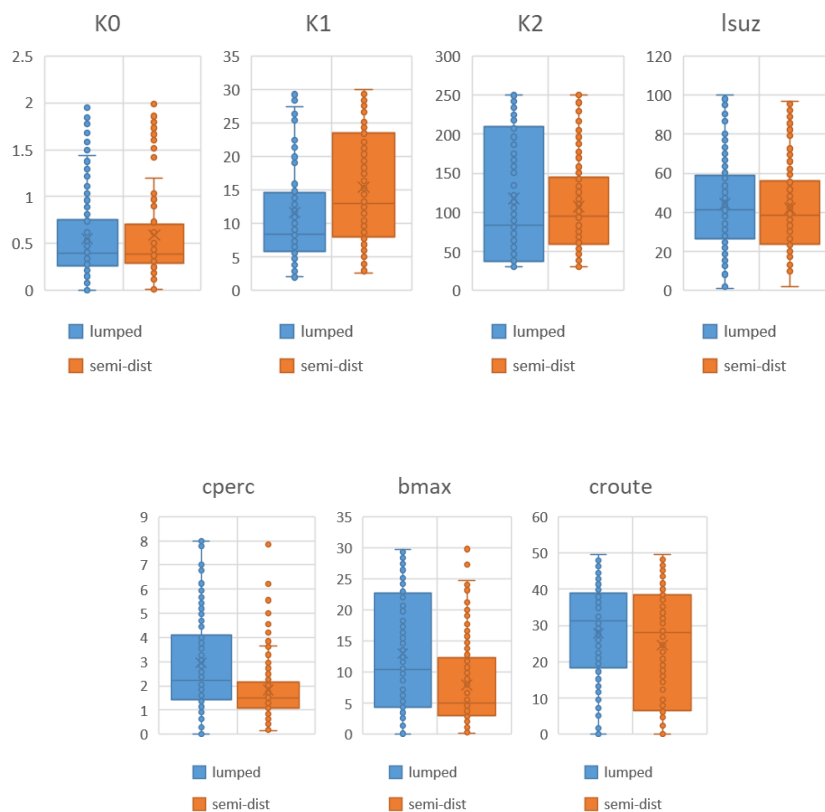 K0
K1
K2
lsuz
2.5
2
1.5
1
0.5
0
35
30
25
20
15
10
5
0
300
250
200
150
100
50
0
120
100
80
60
40
20
0
lumped
semi-dist
lumped
semi-dist
lumped
semi-dist
lumped
semi-dist
cperc
bmax
croute
9
8
7
6
5
4
3
2
1
0
35
30
25
20
15
10
5
0
60
50
40
30
20
10
0
lumped
semi-dist
lumped
semi-dist
lumped
semi-dist